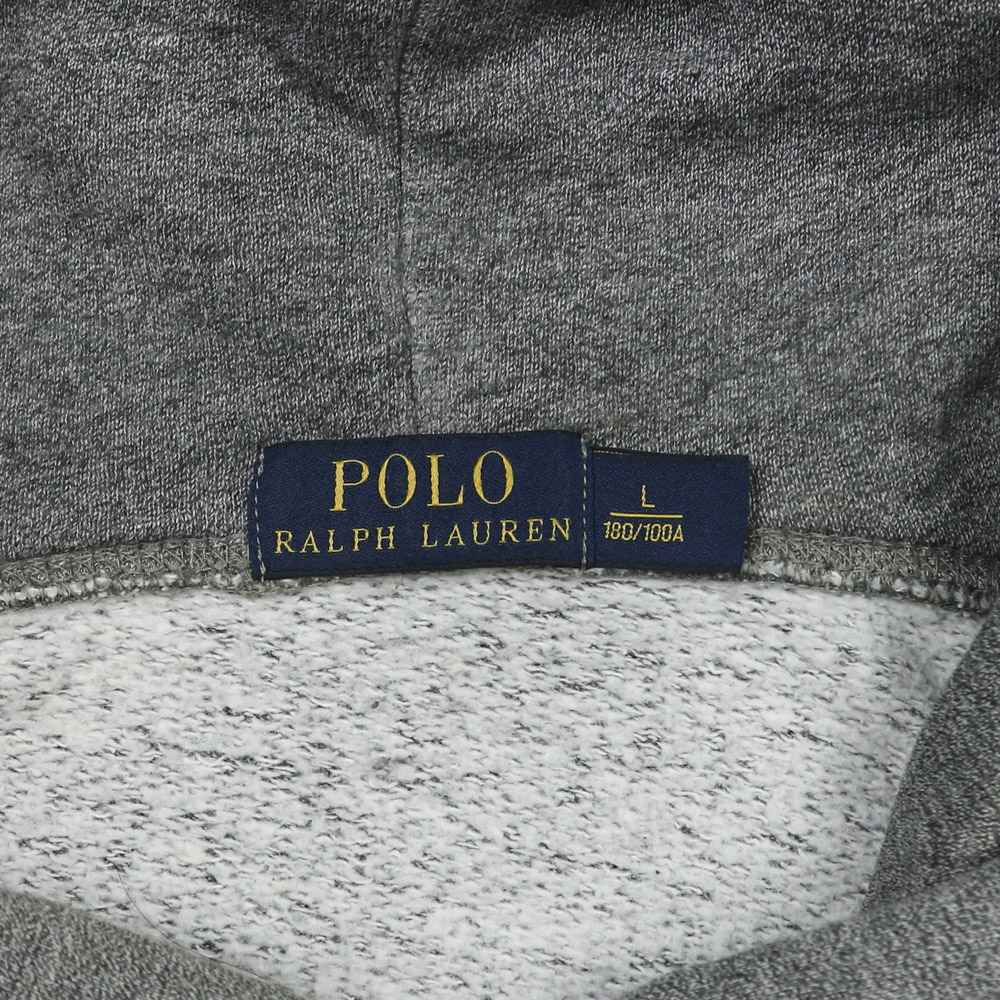 POLO
RALPH LAUREN
L
180/100A